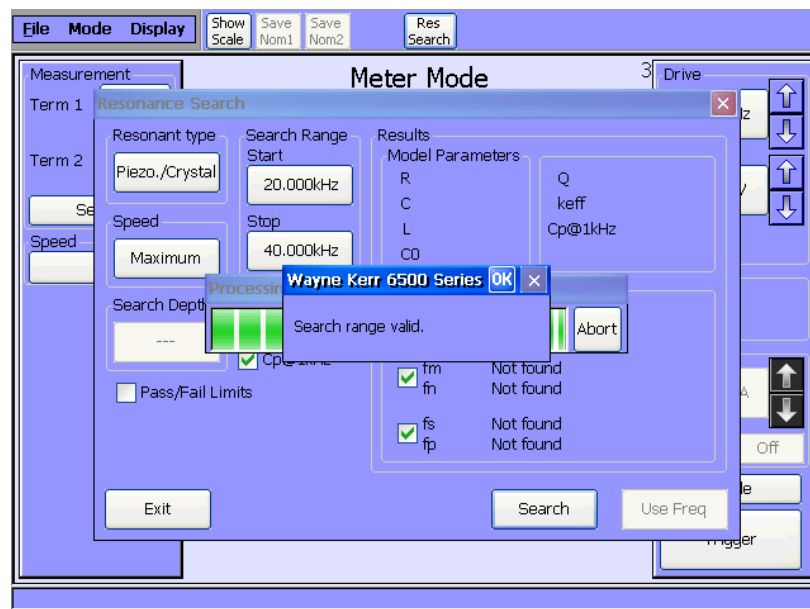 File Mode Display
Show Scale
Save Nom1
Save Nom2
Res Search
Measurement
Meter Mode
3
Drive
Term 1
Resonance Search
Hz
Resonant type
Search Range
Results
Start
Model Parameters
Term 2
Piezo./Crystal
20.000kHz
R
Q
C
keff
Se
Speed
Stop
L
Cp@1kHz
Speed
Maximum
40.000kHz
C0
Processin
Wayne Kerr 6500 Series OK
Search Depth
Search range valid.
Abort
---
Cp@1kHz
fm Not found
fn Not found
Pass/Fail Limits
A
fs Not found
fp Not found
Off
Exit
Search
Use Freq
le
Trigger